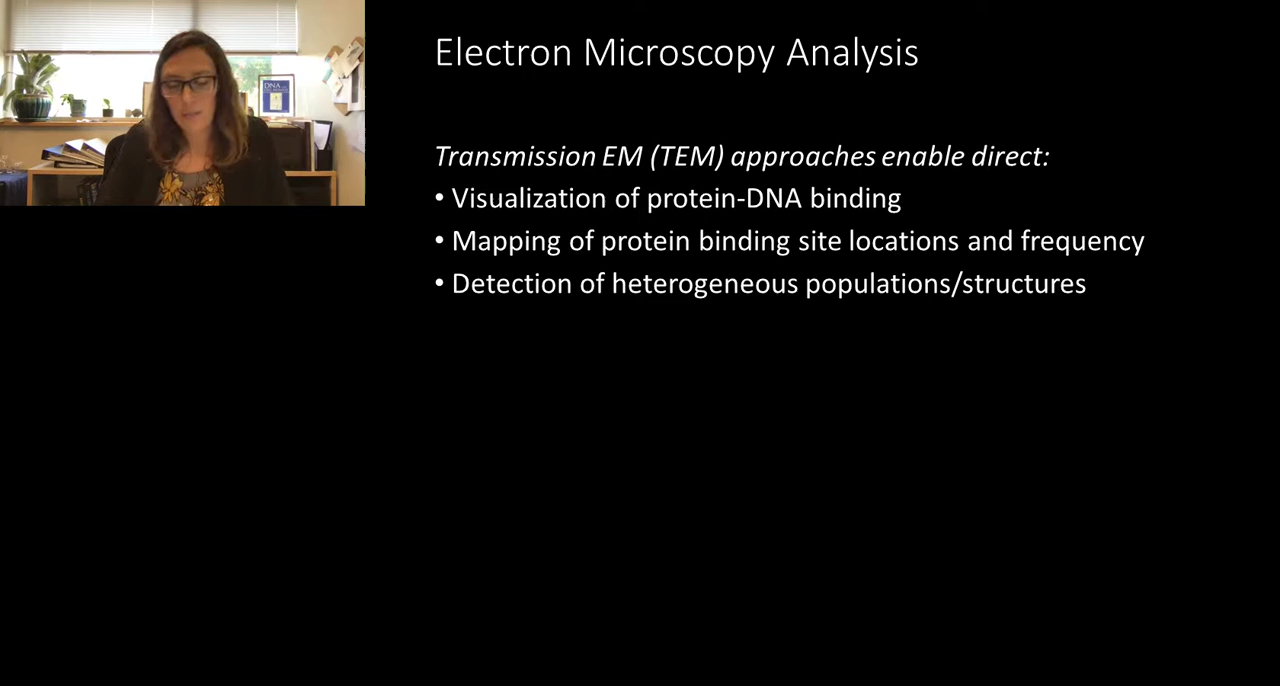 DNA
Electron Microscopy Analysis
Transmission EM (TEM) approaches enable direct:
• Visualization of protein-DNA binding
• Mapping of protein binding site locations and frequency
• Detection of heterogeneous populations/structures